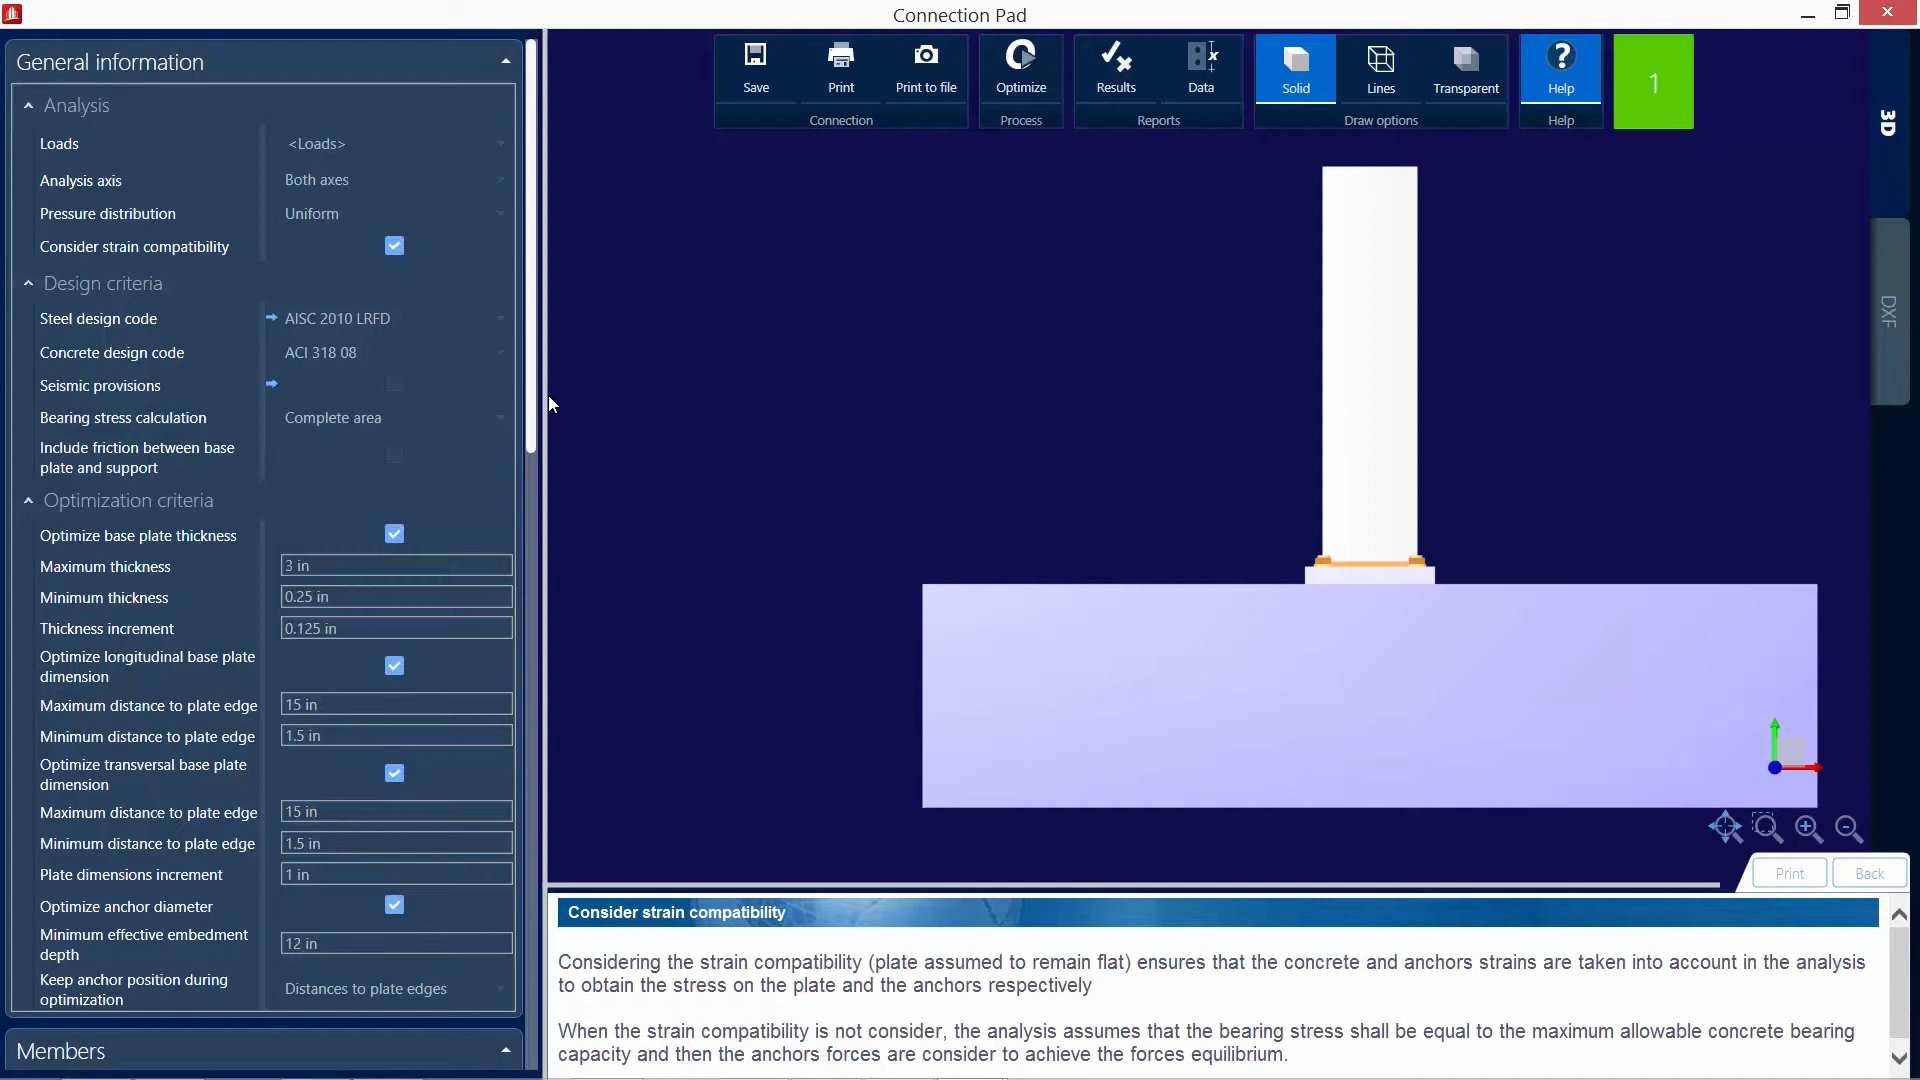 Connection Pad
General information
Analysis
Loads <Loads>
Analysis axis Both axes
Pressure distribution Uniform
Consider strain compatibility
Design criteria
Steel design code AISC 2010 LRFD
Concrete design code ACI 318 08
Seismic provisions
Bearing stress calculation Complete area
Include friction between base
plate and support
Optimization criteria
Optimize base plate thickness
Maximum thickness 3 in
Minimum thickness 0.25 in
Thickness increment 0.125 in
Optimize longitudinal base plate
dimension
Maximum distance to plate edge 15 in
Minimum distance to plate edge 1.5 in
Optimize transversal base plate
dimension
Maximum distance to plate edge 15 in
Minimum distance to plate edge 1.5 in
Plate dimensions increment 1 in
Optimize anchor diameter
Minimum effective embedment
depth
12 in
Keep anchor position during
optimization
Distances to plate edges
Members
Save Print Print to file Optimize Results Data Solid Lines Transparent Help 1
Connection Process Reports Draw options Help
3D
DXF
Print Back
Consider strain compatibility
Considering the strain compatibility (plate assumed to remain flat) ensures that the concrete and anchors strains are taken into account in the analysis
to obtain the stress on the plate and the anchors respectively
When the strain compatibility is not consider, the analysis assumes that the bearing stress shall be equal to the maximum allowable concrete bearing
capacity and then the anchors forces are consider to achieve the forces equilibrium.